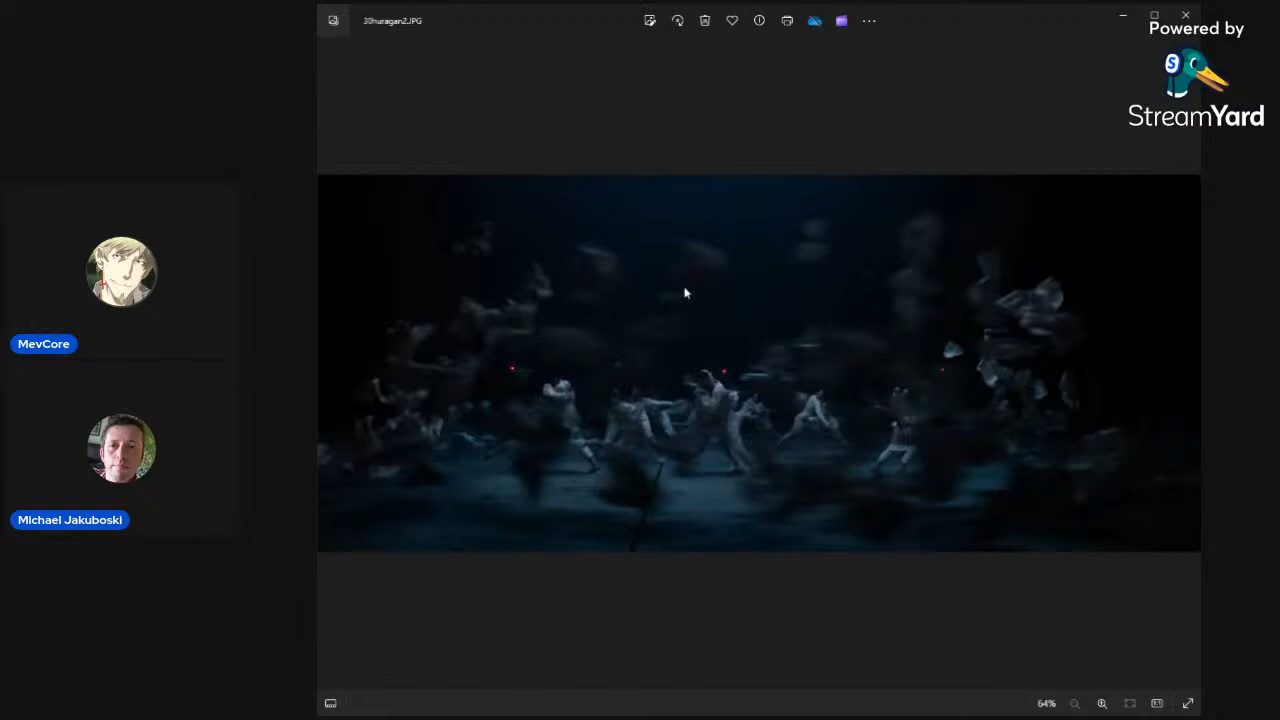 30huragan2.JPG
Powered by
S
StreamYard
MevCore
Michael Jakuboski
64%